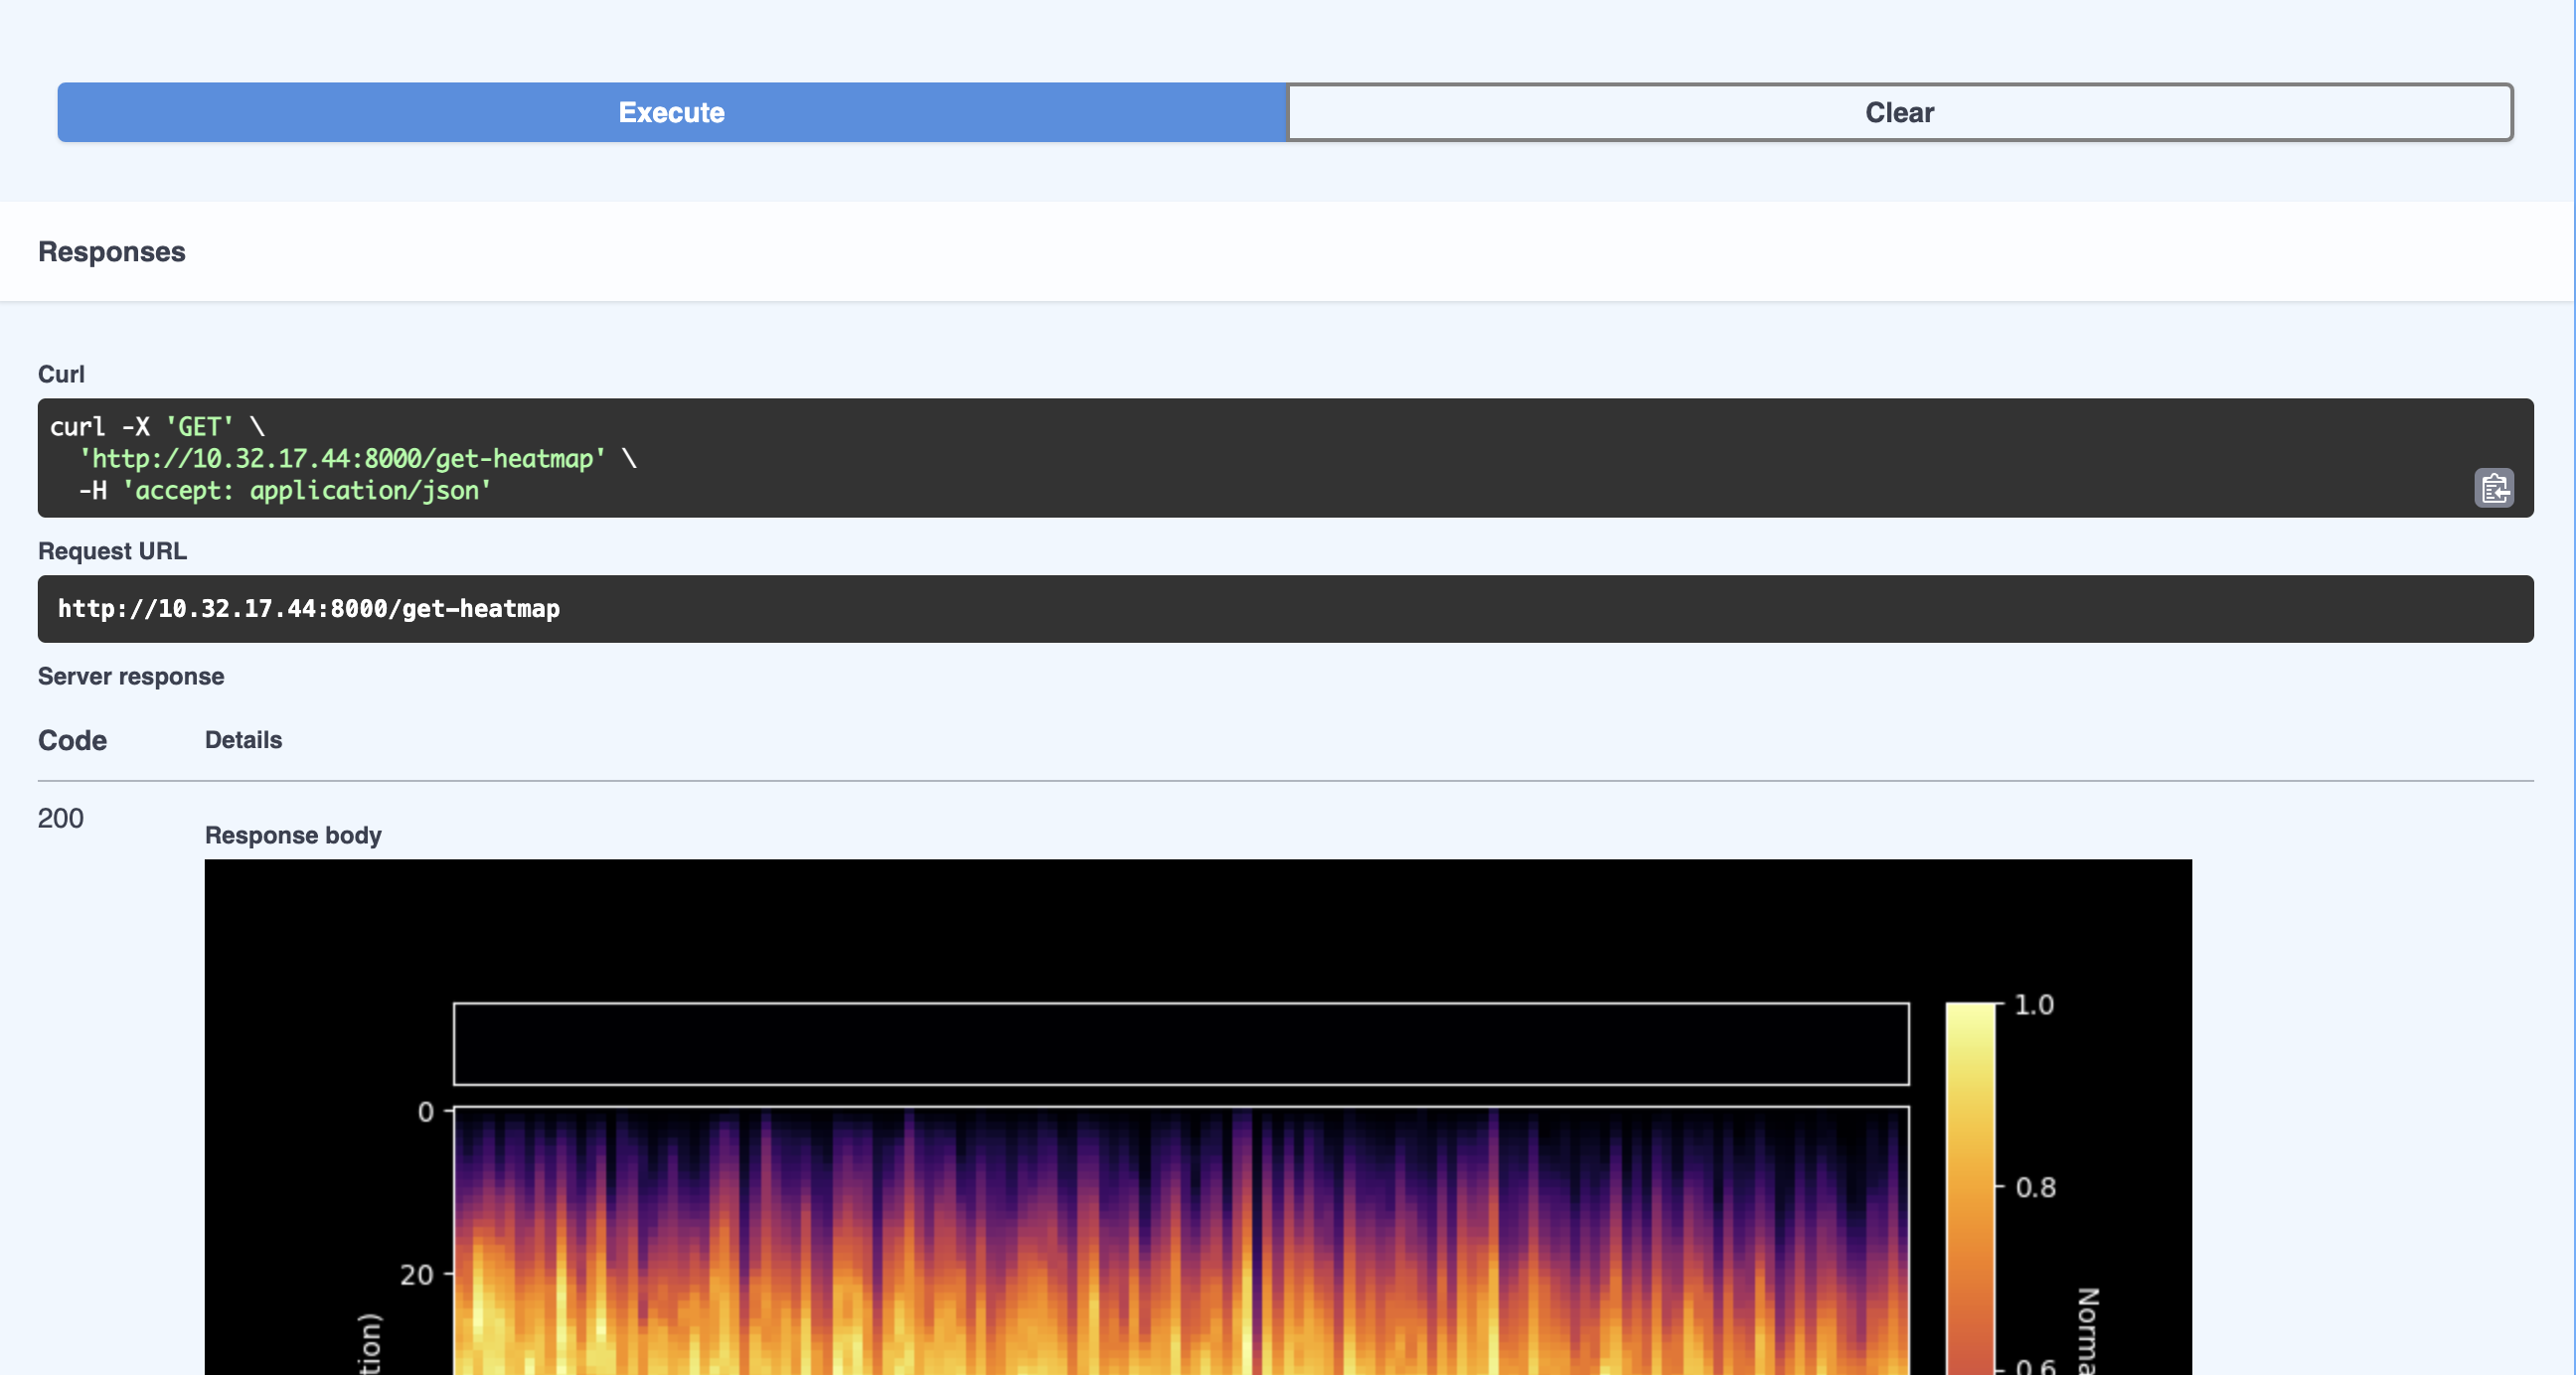 Execute
Clear
Responses
Curl
curl -X 'GET' \
'http://10.32.17.44:8000/get-heatmap' \
-H 'accept: application/json'
Request URL
http://10.32.17.44:8000/get-heatmap
Server response
Code
Details
200
Response body
1.0
0
0.8
20
tion)
Norma
0.6